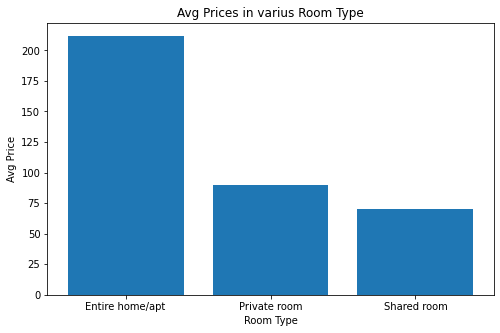 Avg Prices in varius Room Type
Avg Price
200
175
150
125
100
75
50
25
0
Entire home/apt Private room Shared room
Room Type